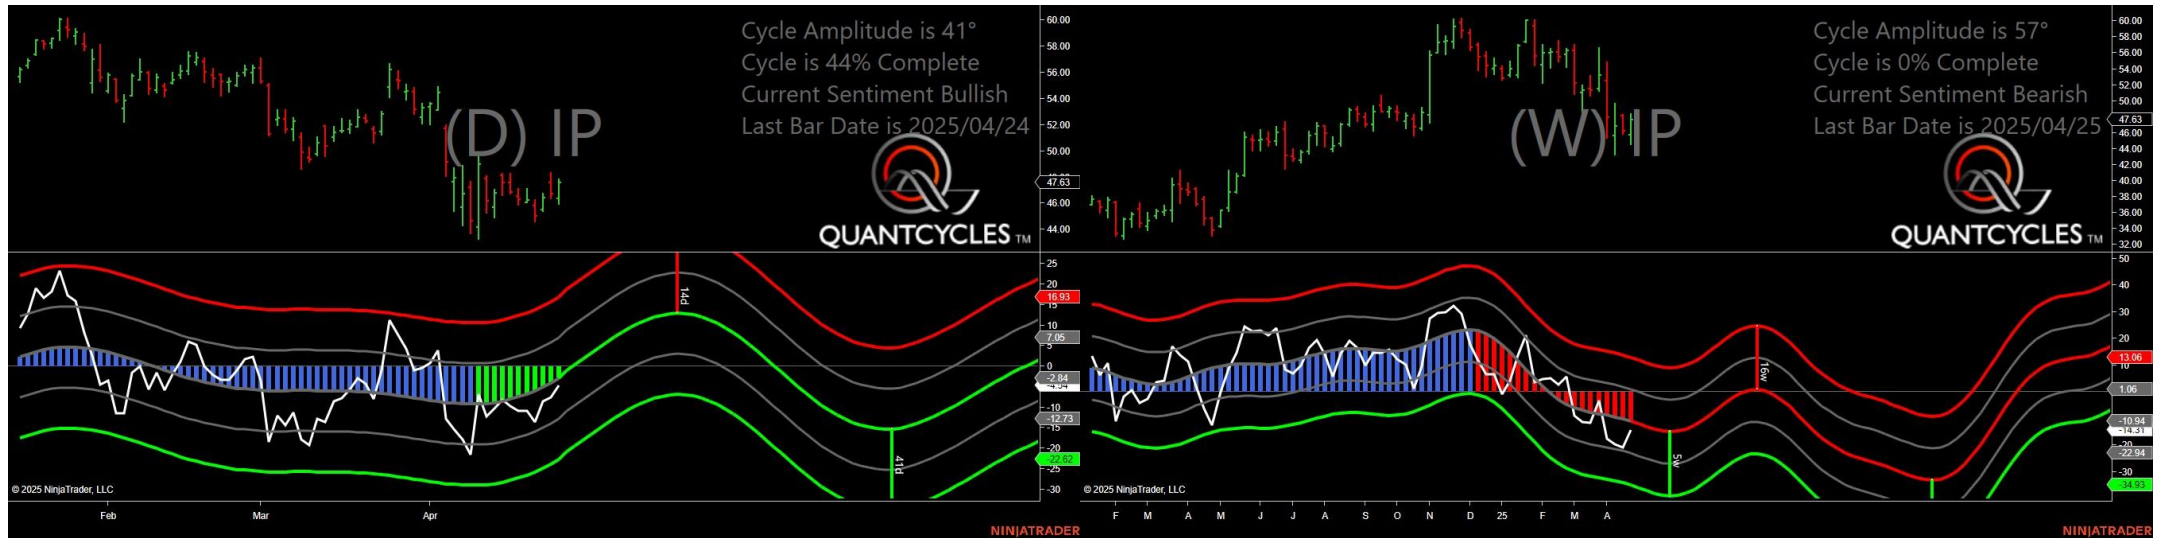 Cycle Amplitude is 41°
Cycle is 44% Complete
Current Sentiment Bullish
Last Bar Date is 2025/04/24
(D) IP
QUANTCYCLES TM
60.00
58.00
56.00
54.00
52.00
50.00
47.63
46.00
44.00
25
20
16.93
15
10
7.05
5
0
-2.84
-10
-12.73
-15
-20
-22.62
-25
-30
14d
41d
© 2025 NinjaTrader, LLC
Feb Mar Apr
NINJATRADER
Cycle Amplitude is 57°
Cycle is 0% Complete
Current Sentiment Bearish
Last Bar Date is 2025/04/25
(W) IP
QUANTCYCLES TM
60.00
58.00
56.00
54.00
52.00
50.00
47.63
46.00
44.00
42.00
40.00
38.00
36.00
34.00
32.00
50
40
30
20
13.06
10
1.06
-10.94
-14.31
-20
-22.94
-30
-34.93
16w
5w
© 2025 NinjaTrader, LLC
F M A M J J A S O N D 25 F M A
NINJATRADER